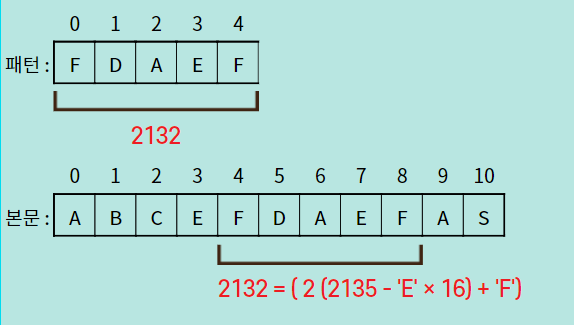 0 1 2 3 4
패턴 : F D A E F
2132
0 1 2 3 4 5 6 7 8 9 10
본문 : A B C E F D A E F A S
2132 = ( 2 (2135 - 'E' × 16) + 'F')